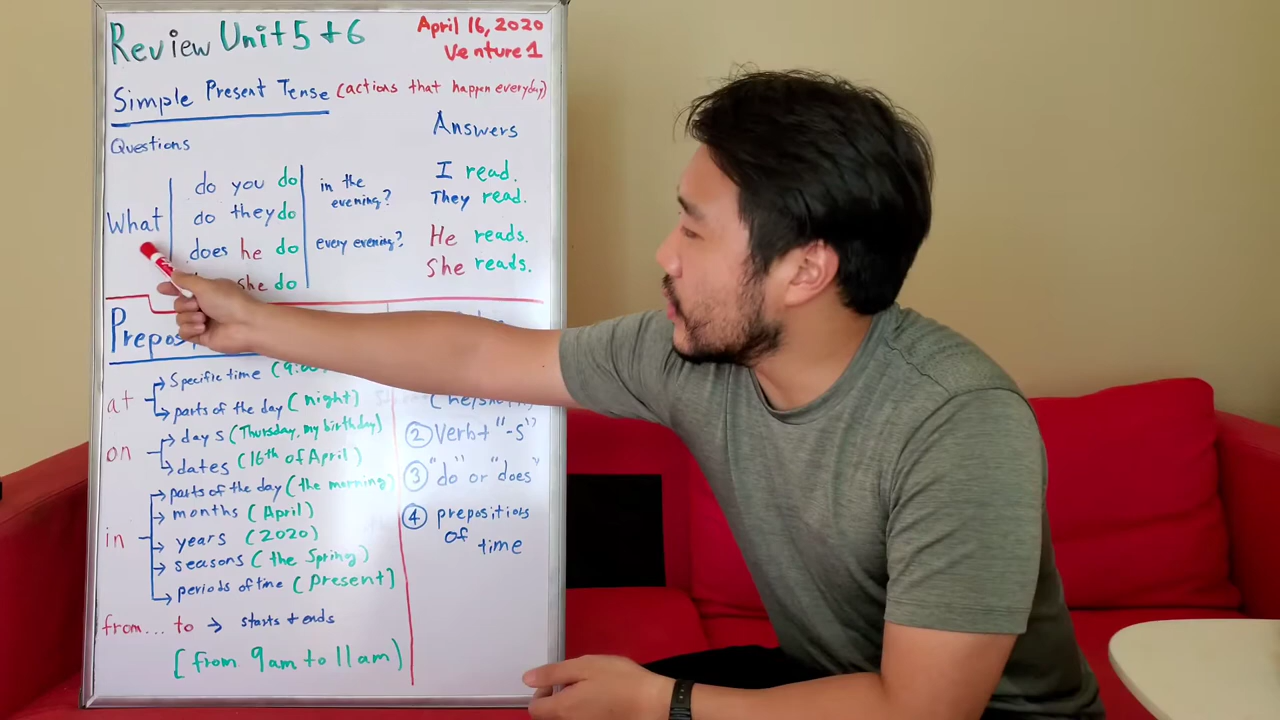 Review Unit 5 + 6
April 16, 2020
Venture 1
Simple Present Tense (actions that happen everyday)
Questions
Answers
What
do you do
do they do
does he do
she do
in the
evening?
every evening?
I read.
They read.
He reads.
She reads.
at
Specific time
parts of the day (night)
on
days (Thursday, my birthday)
dates (16th of April)
in
parts of the day (the morning)
months (April)
years (2020)
seasons (the Spring)
periods of time (present)
from... to → starts + ends
(from 9am to 11am)
② Verb + "-s"
③ "do" or "does"
④ prepositions
of
time